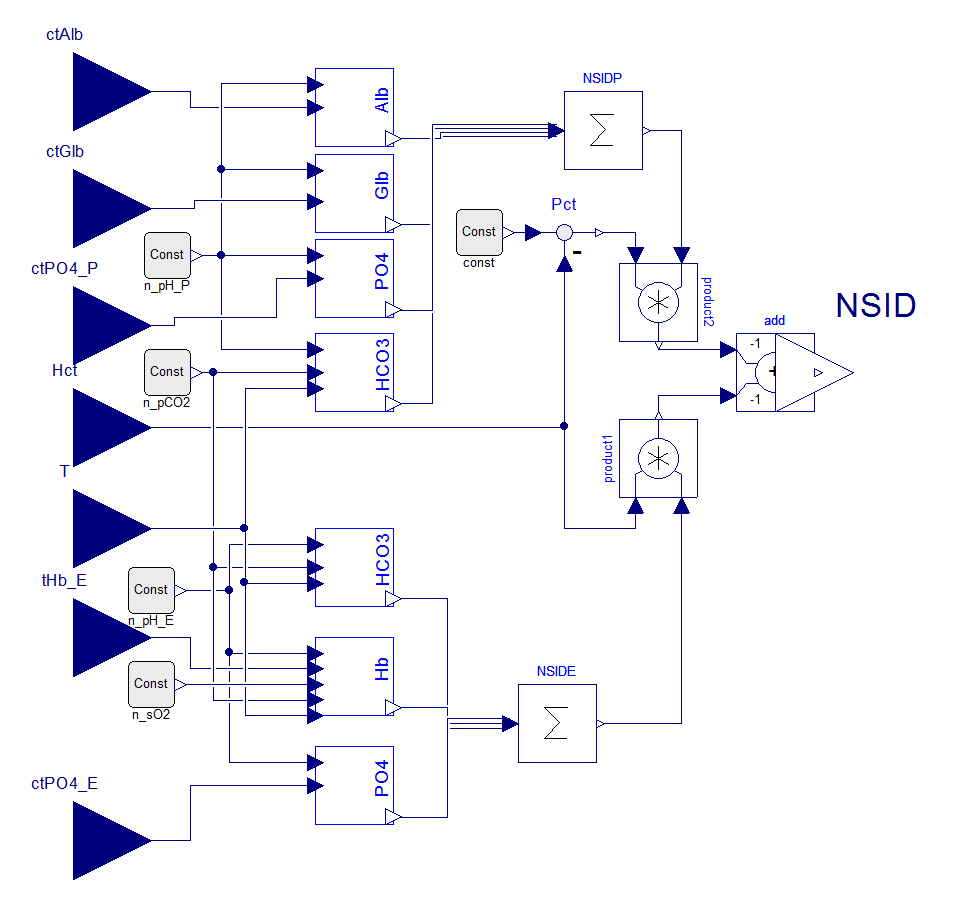 ctAlb
Alb
NSIDP
ctGlb
Glb
Pct
Const
const
-
Const
n_pH_P
ctPO4_P
PO4
product2
NSID
add
-1
+
-1
Hct
Const
n_pCO2
HCO3
T
product1
HCO3
tHb_E
Const
n_pH_E
Hb
Const
n_sO2
NSIDE
Σ
Σ
ctPO4_E
PO4